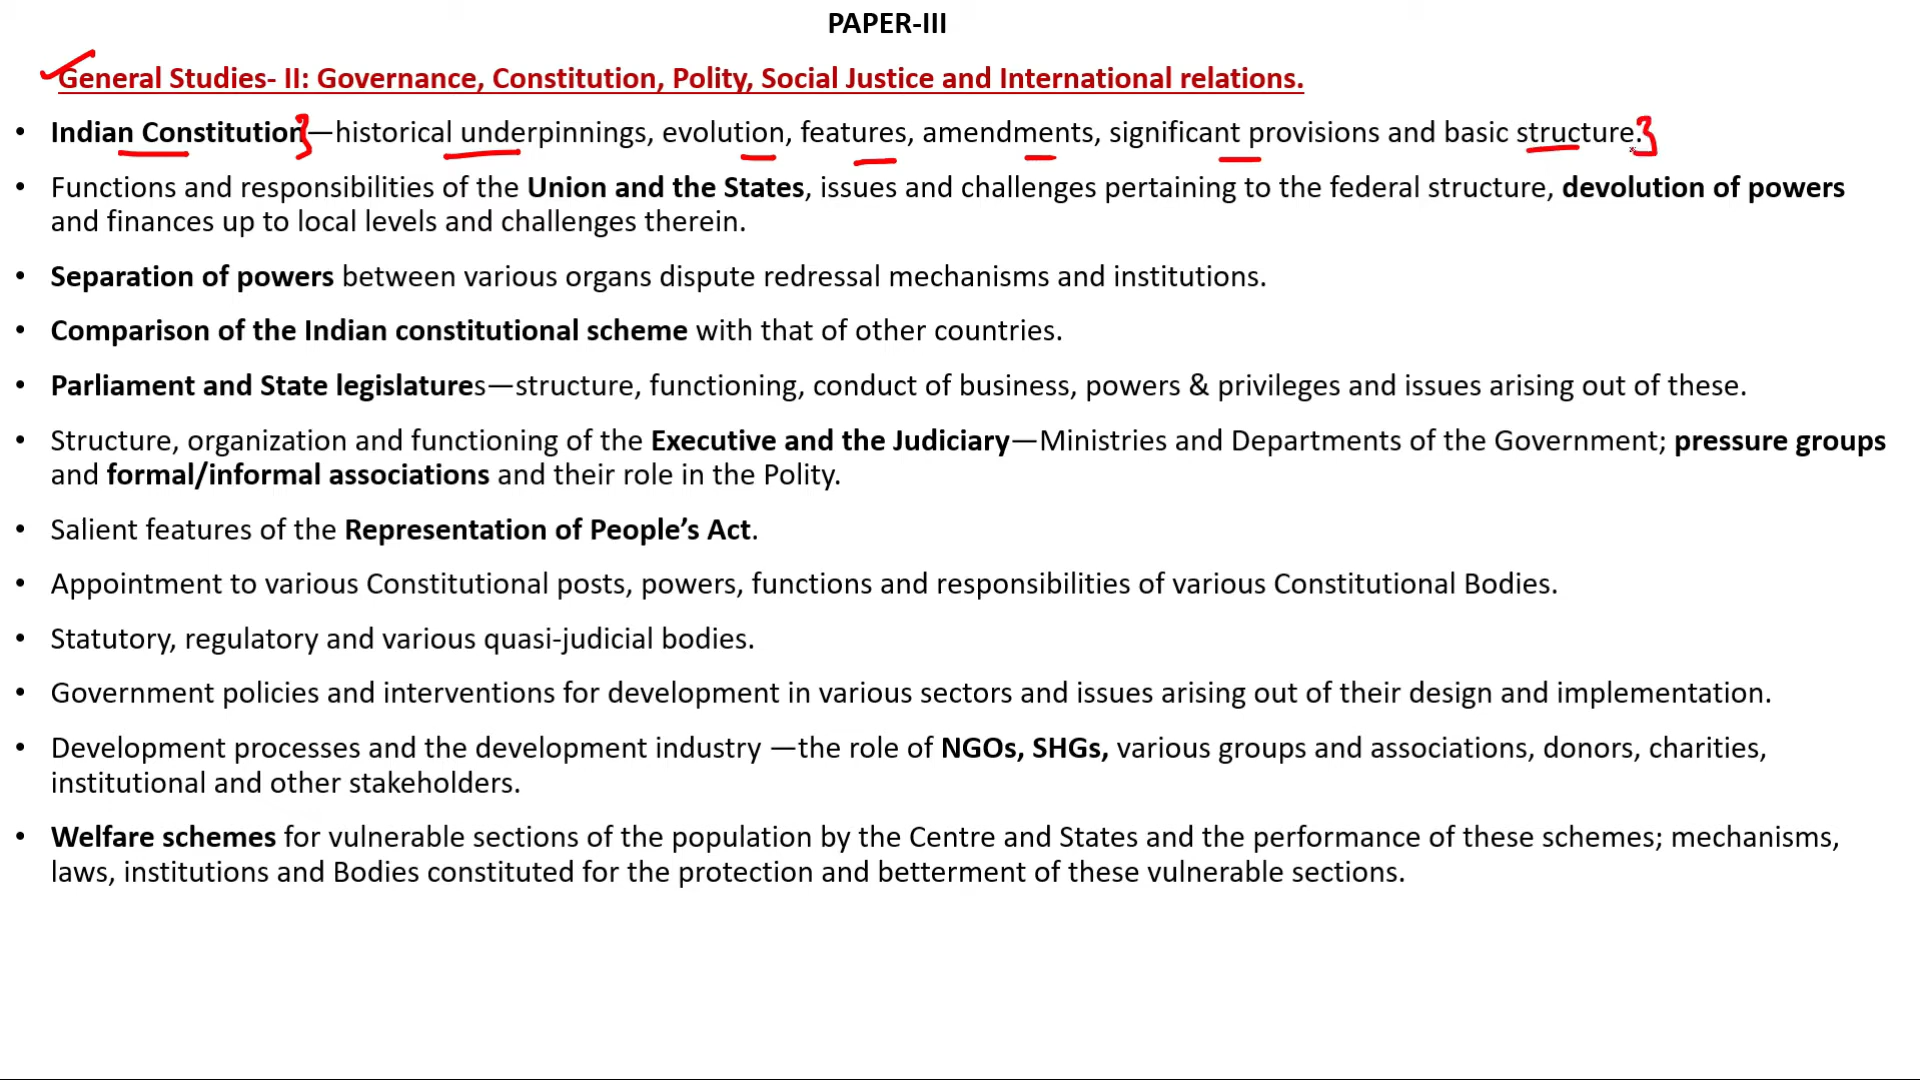 PAPER-III
General Studies- II: Governance, Constitution, Polity, Social Justice and International relations.
• Indian Constitution—historical underpinnings, evolution, features, amendments, significant provisions and basic structure.
• Functions and responsibilities of the Union and the States, issues and challenges pertaining to the federal structure, devolution of powers
and finances up to local levels and challenges therein.
• Separation of powers between various organs dispute redressal mechanisms and institutions.
• Comparison of the Indian constitutional scheme with that of other countries.
• Parliament and State legislatures—structure, functioning, conduct of business, powers & privileges and issues arising out of these.
• Structure, organization and functioning of the Executive and the Judiciary—Ministries and Departments of the Government; pressure groups
and formal/informal associations and their role in the Polity.
• Salient features of the Representation of People’s Act.
• Appointment to various Constitutional posts, powers, functions and responsibilities of various Constitutional Bodies.
• Statutory, regulatory and various quasi-judicial bodies.
• Government policies and interventions for development in various sectors and issues arising out of their design and implementation.
• Development processes and the development industry —the role of NGOs, SHGs, various groups and associations, donors, charities,
institutional and other stakeholders.
• Welfare schemes for vulnerable sections of the population by the Centre and States and the performance of these schemes; mechanisms,
laws, institutions and Bodies constituted for the protection and betterment of these vulnerable sections.